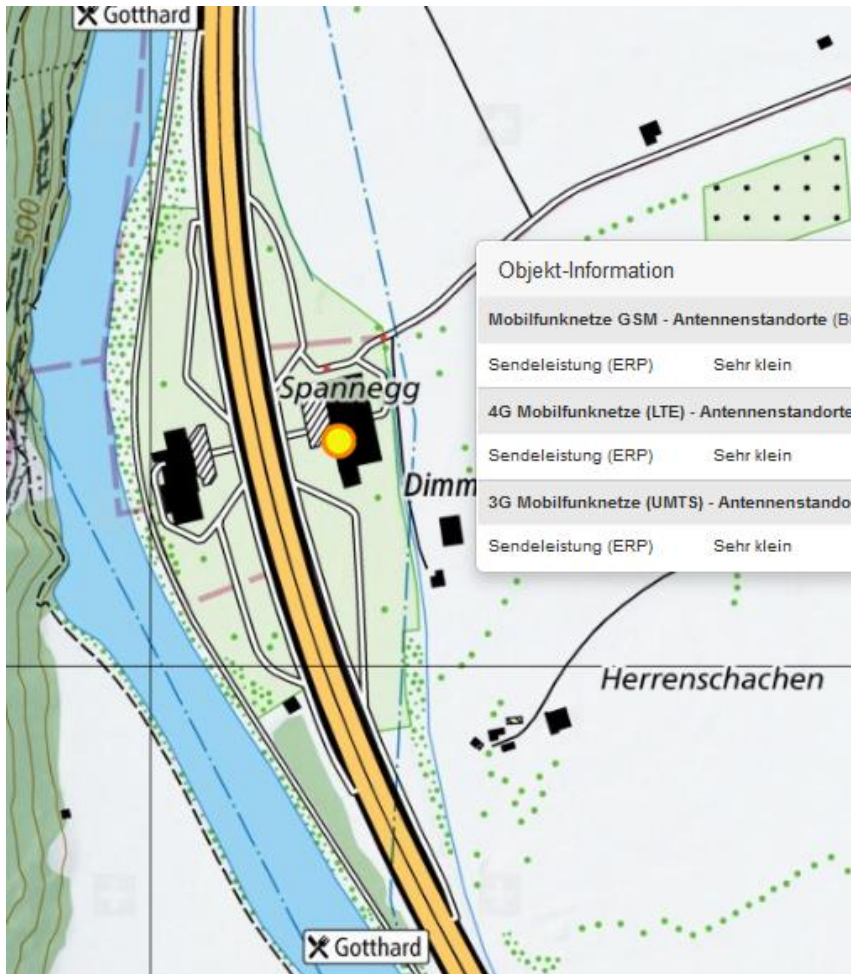 Gotthard
500
Spannegg
Dimm
Objekt-Information
Mobilfunknetze GSM - Antennenstandorte
Sendeleistung (ERP) Sehr klein
4G Mobilfunknetze (LTE) - Antennenstandorte
Sendeleistung (ERP) Sehr klein
3G Mobilfunknetze (UMTS) - Antennenstando
Sendeleistung (ERP) Sehr klein
Herrenschachen
Gotthard